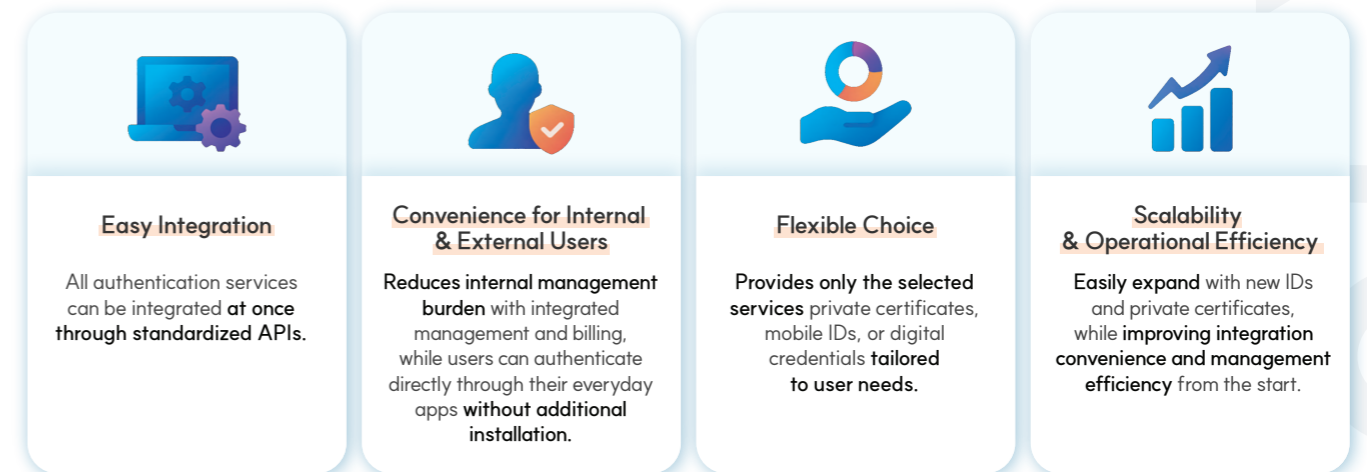 Easy Integration
All authentication services
can be integrated at once
through standardized APIs.
Convenience for Internal
& External Users
Reduces internal management
burden with integrated
management and billing,
while users can authenticate
directly through their everyday
apps without additional
installation.
Flexible Choice
Provides only the selected
services private certificates,
mobile IDs, or digital
credentials tailored
to user needs.
Scalability
& Operational Efficiency
Easily expand with new IDs
and private certificates,
while improving integration
convenience and management
efficiency from the start.